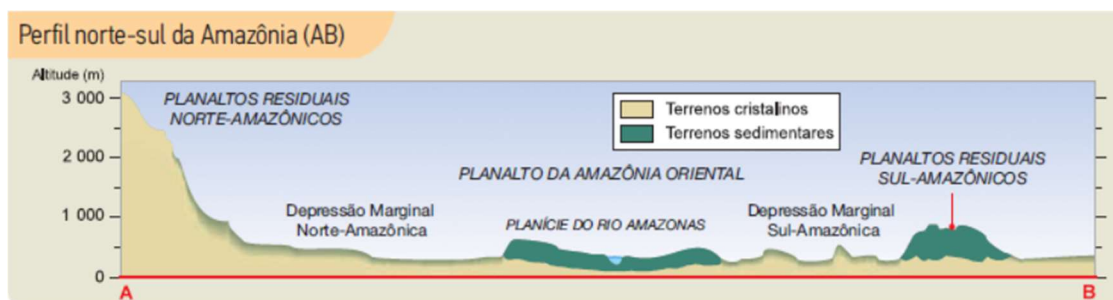 Perfil norte-sul da Amazônia (AB)
Altitude (m)
3 000
2 000
1 000
0
PLANALTOS RESIDUAIS
NORTE-AMAZÔNICOS
Depressão Marginal
Norte-Amazônica
PLANALTO DA AMAZÔNIA ORIENTAL
PLANÍCIE DO RIO AMAZONAS
Terrenos cristalinos
Terrenos sedimentares
Depressão Marginal
Sul-Amazônica
PLANALTOS RESIDUAIS
SUL-AMAZÔNICOS
A
B